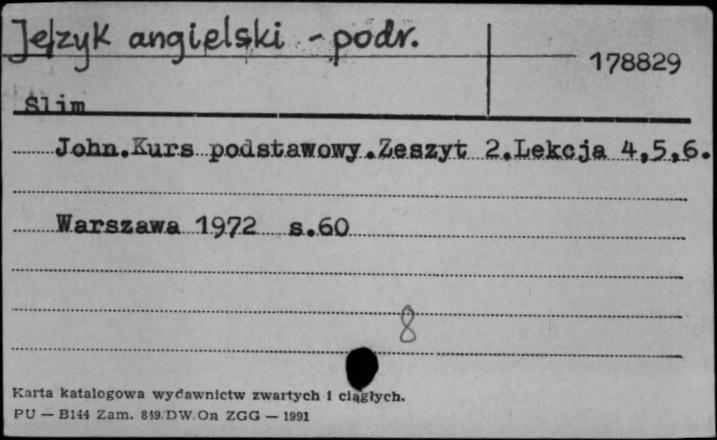 Język angielski - podr.
178829
Slim
John.Kurs podstawowy.Zeszyt 2.Lekcja 4,5,6.
Warszawa 1972 s.60
8
Karta katalogowa wydawnictw zwartych i ciągłych.
PU — B144 Zam. 849/DW/On ZGG — 1991